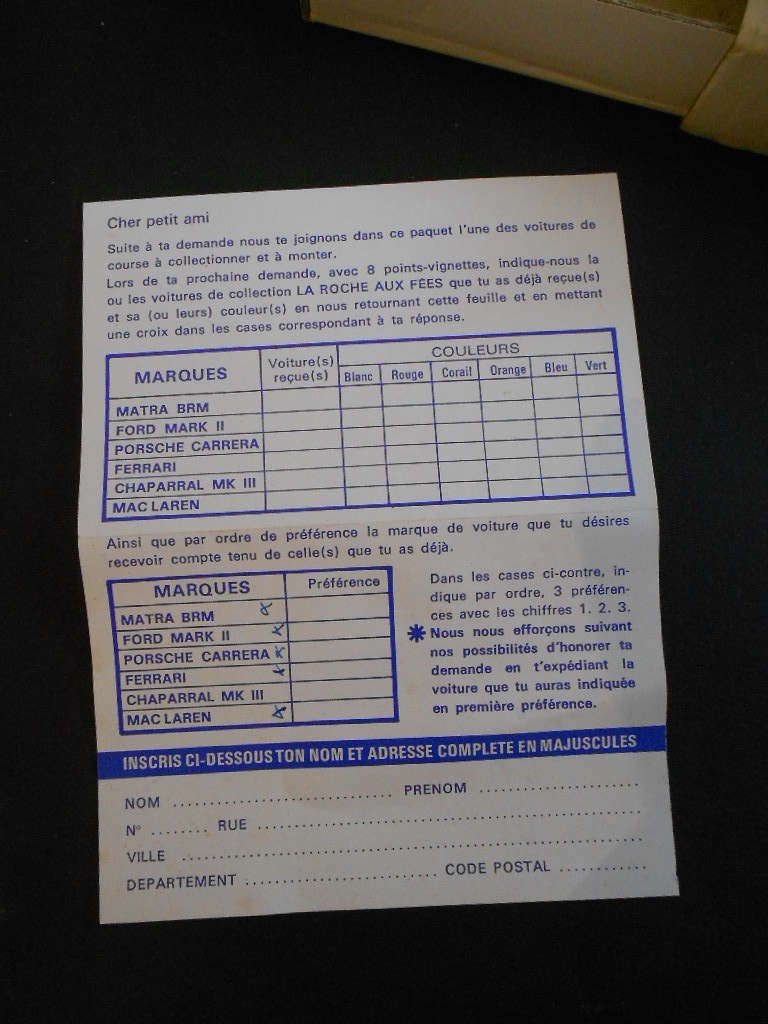 Cher petit ami
Suite à ta demande nous te joignons dans ce paquet l'une des voitures de
course à collectionner et à monter.
Lors de ta prochaine demande, avec 8 points-vignettes, indique-nous la
ou les voitures de collection LA ROCHE AUX FÉES que tu as déjà reçue(s)
et sa (ou leurs) couleur(s) en nous retournant cette feuille et en mettant
une croix dans les cases correspondant à ta réponse.
MARQUES Voiture(s) reçue(s) COULEURS
Blanc Rouge Corail Orange Bleu Vert
MATRA BRM
FORD MARK II
PORSCHE CARRERA
FERRARI
CHAPARRAL MK III
MAC LAREN
Ainsi que par ordre de préférence la marque de voiture que tu désires
recevoir compte tenu de celle(s) que tu as déjà.
MARQUES Préférence
MATRA BRM x
FORD MARK II x
PORSCHE CARRERA x
FERRARI x
CHAPARRAL MK III
MAC LAREN x
Dans les cases ci-contre, in-
dique par ordre, 3 préféren-
ces avec les chiffres 1. 2. 3.
✱ Nous nous efforçons suivant
nos possibilités d'honorer ta
demande en t'expédiant la
voiture que tu auras indiquée
en première préférence.
INSCRIS CI-DESSOUS TON NOM ET ADRESSE COMPLETE EN MAJUSCULES
NOM ................................ PRENOM ......................
N° ........ RUE ......................................................
VILLE ................................................................
DEPARTEMENT ............................ CODE POSTAL ............